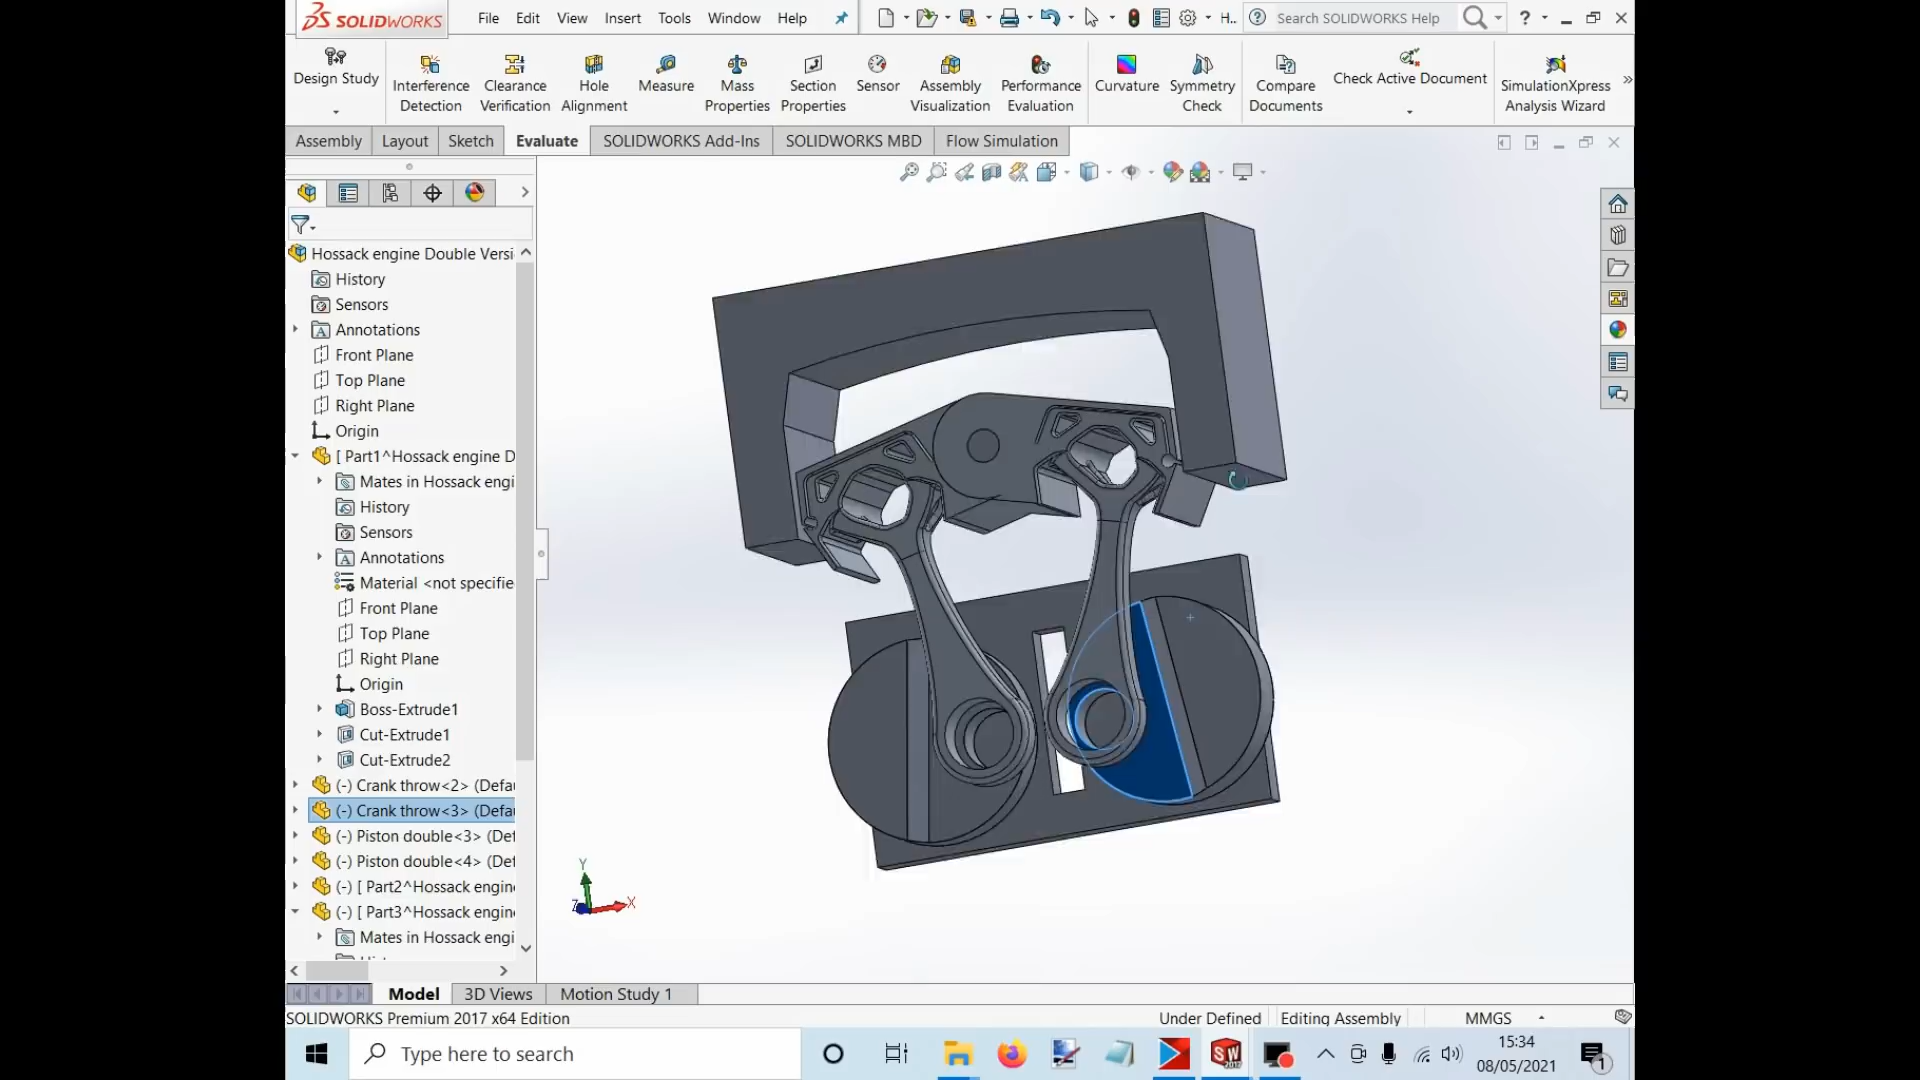 SOLIDWORKS File Edit View Insert Tools Window Help H.. Search SOLIDWORKS Help ?
Design Study
Interference Detection
Clearance Verification
Hole Alignment
Measure
Mass Properties
Section Properties
Sensor
Assembly Visualization
Performance Evaluation
Curvature
Symmetry Check
Compare Documents
Check Active Document
SimulationXpress Analysis Wizard
Assembly Layout Sketch Evaluate SOLIDWORKS Add-Ins SOLIDWORKS MBD Flow Simulation
Hossack engine Double Versi
History
Sensors
Annotations
Front Plane
Top Plane
Right Plane
Origin
[ Part1^Hossack engine D
Mates in Hossack engi
History
Sensors
Annotations
Material <not specifie
Front Plane
Top Plane
Right Plane
Origin
Boss-Extrude1
Cut-Extrude1
Cut-Extrude2
(-) Crank throw<2> (Defau
(-) Crank throw<3> (Defau
(-) Piston double<3> (Def
(-) Piston double<4> (Def
(-) [ Part2^Hossack engin
(-) [ Part3^Hossack engin
Mates in Hossack engi
Y
Z X
Model 3D Views Motion Study 1
SOLIDWORKS Premium 2017 x64 Edition Under Defined Editing Assembly MMGS
Type here to search
SW
2017
15:34
08/05/2021
1